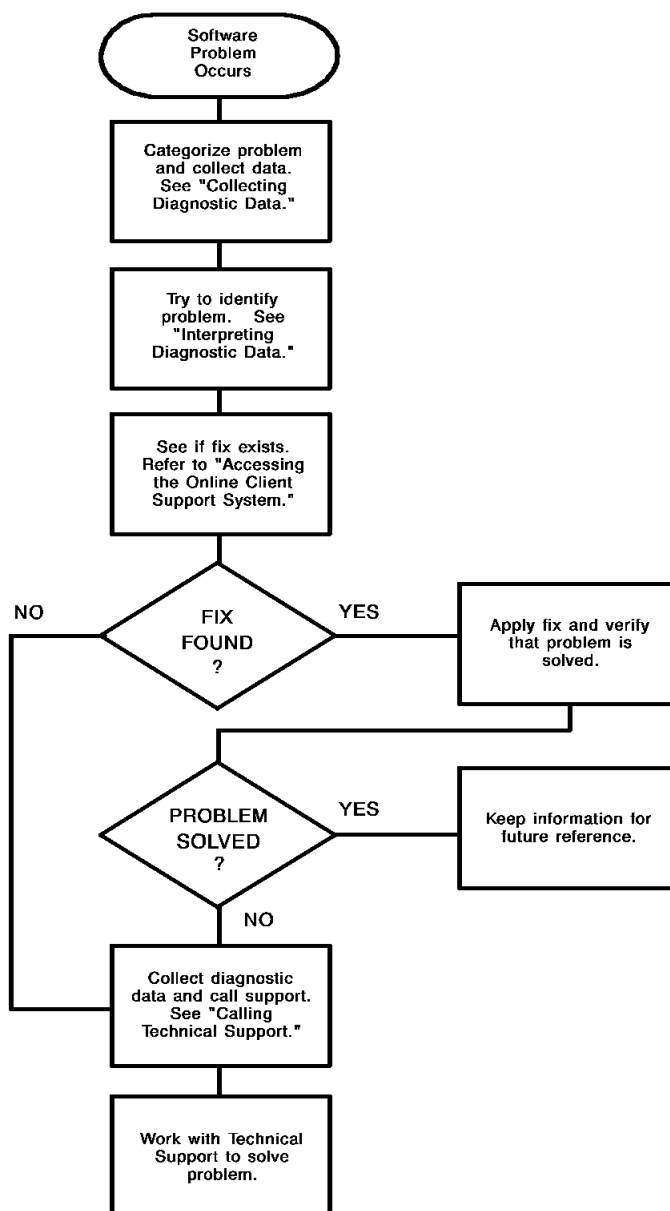 Software
Problem
Occurs
Categorize problem
and collect data.
See "Collecting
Diagnostic Data."
Try to identify
problem. See
"Interpreting
Diagnostic Data."
See if fix exists.
Refer to "Accessing
the Online Client
Support System."
NO
FIX
FOUND
?
YES
Apply fix and verify
that problem is
solved.
PROBLEM
SOLVED
?
YES
Keep information for
future reference.
NO
Collect diagnostic
data and call support.
See "Calling
Technical Support."
Work with Technical
Support to solve
problem.